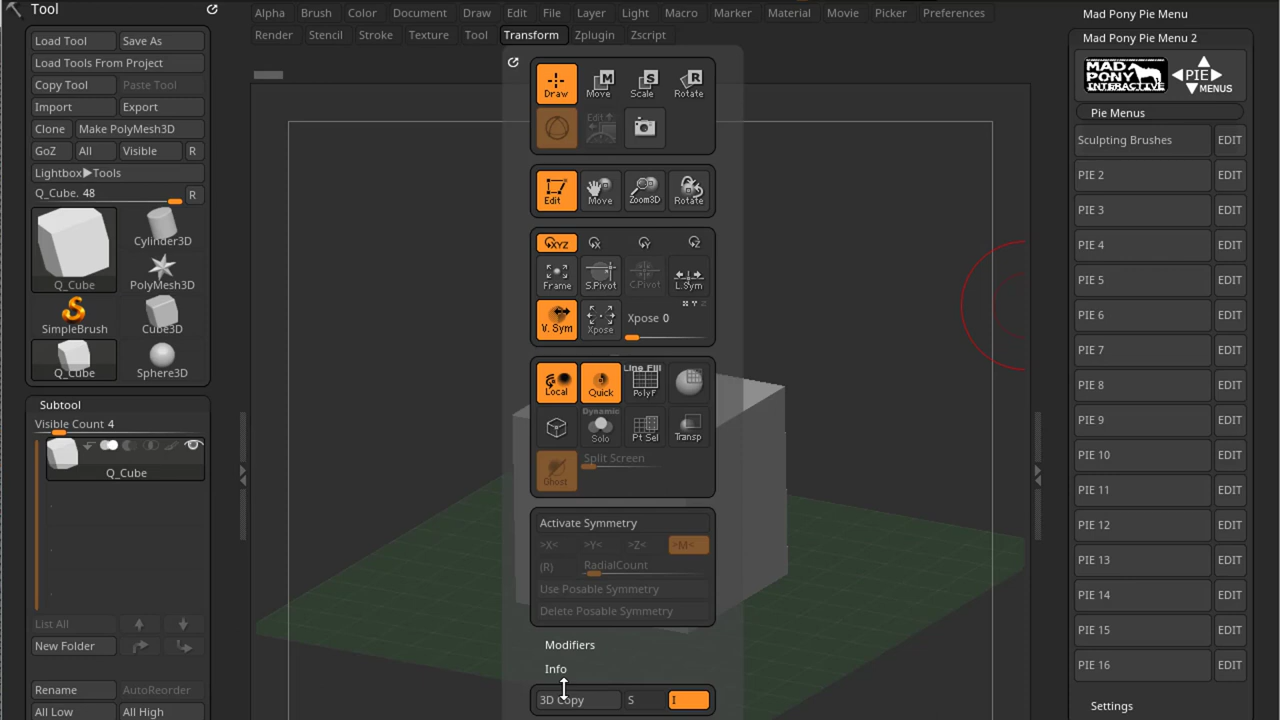 Tool
Load Tool Save As
Load Tools From Project
Copy Tool Paste Tool
Import Export
Clone Make PolyMesh3D
GoZ All Visible R
Lightbox▶Tools
Q_Cube. 48 R
Q_Cube
Cylinder3D
PolyMesh3D
SimpleBrush
Cube3D
Q_Cube
Sphere3D
Subtool
Visible Count 4
Q_Cube
List All
New Folder
Rename AutoReorder
All Low All High
Alpha Brush Color Document Draw Edit File Layer Light Macro Marker Material Movie Picker Preferences
Render Stencil Stroke Texture Tool Transform Zplugin Zscript
Draw Move Scale Rotate
M S R
Edit
Edit Move Zoom3D Rotate
XYZ X Y Z
Frame S.Pivot C.Pivot L.Sym
X Y Z
V. Sym Xpose Xpose 0
Line Fill
Local Quick PolyF
Dynamic
Solo Pt Sel Transp
Split Screen
Ghost
Activate Symmetry
>X< >Y< >Z< >M<
(R) RadialCount
Use Posable Symmetry
Delete Posable Symmetry
Modifiers
Info
3D Copy S I
Mad Pony Pie Menu
Mad Pony Pie Menu 2
MAD
PONY
INTERACTIVE
PIE
MENUS
Pie Menus
Sculpting Brushes EDIT
PIE 2 EDIT
PIE 3 EDIT
PIE 4 EDIT
PIE 5 EDIT
PIE 6 EDIT
PIE 7 EDIT
PIE 8 EDIT
PIE 9 EDIT
PIE 10 EDIT
PIE 11 EDIT
PIE 12 EDIT
PIE 13 EDIT
PIE 14 EDIT
PIE 15 EDIT
PIE 16 EDIT
Settings